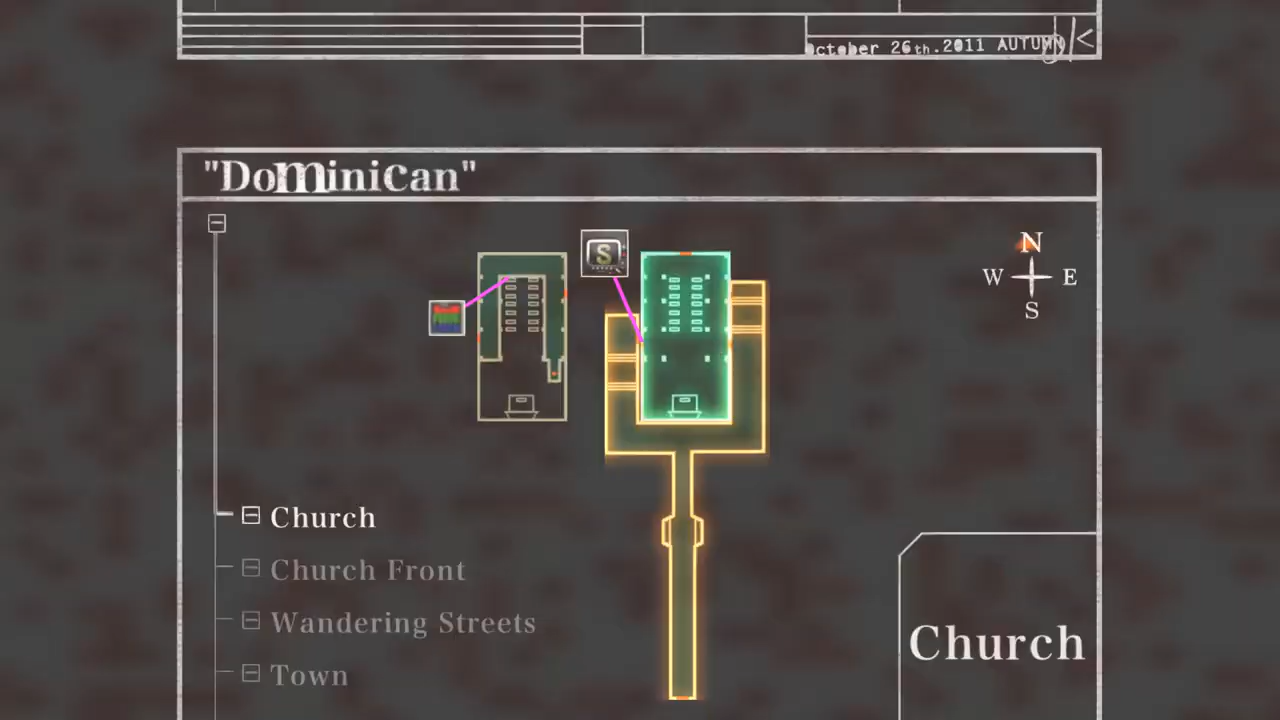 October 26th.2011 AUTUMN
"Dominican"
S
N
W E
S
Church
Church Front
Wandering Streets
Church
Town